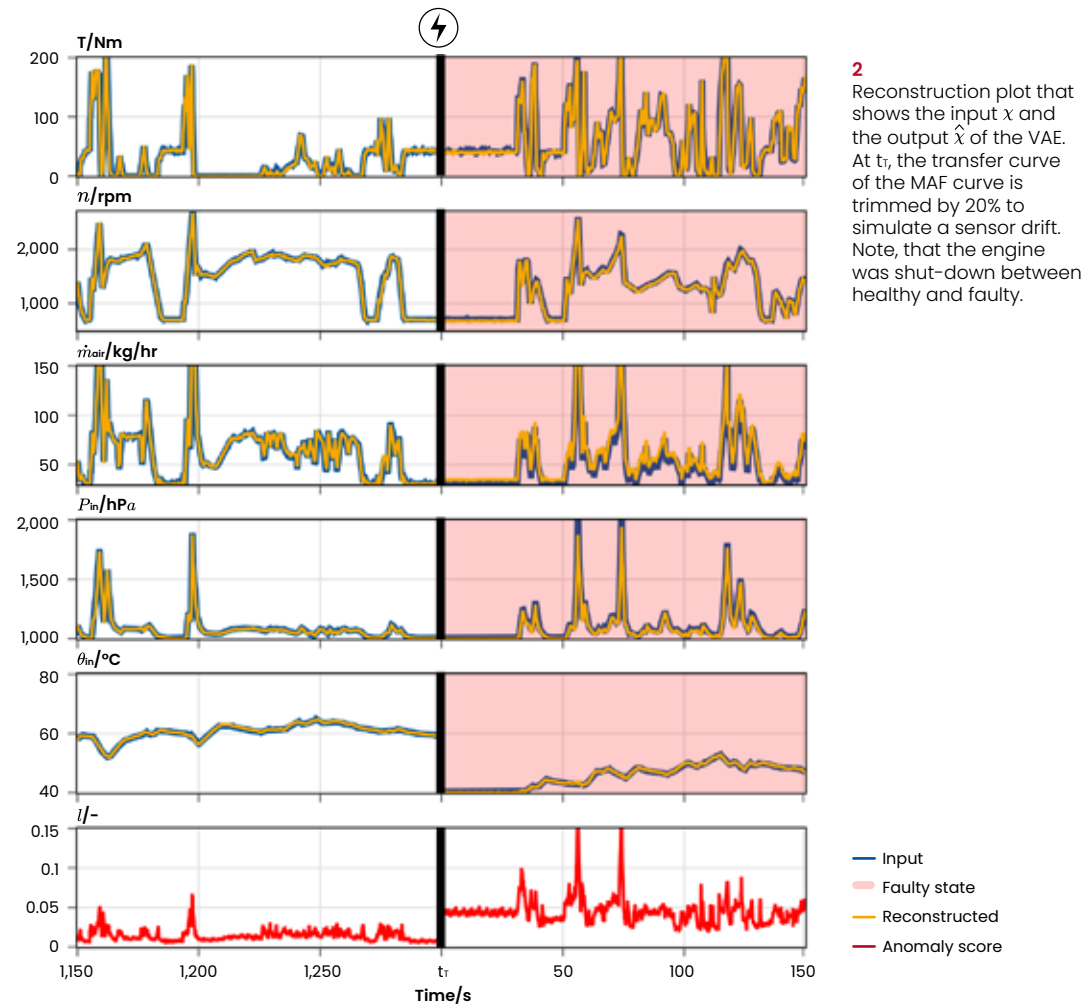 T/Nm
200
100
0
n/rpm
2,000
1,000
ṁair/kg/hr
150
100
50
Pin/hPa
2,000
1,500
1,000
θin/°C
80
60
40
l/-
0.15
0.1
0.05
0
1,150
1,200
1,250
tT
50
100
150
Time/s
2
Reconstruction plot that
shows the input x and
the output x̂ of the VAE.
At tT, the transfer curve
of the MAF curve is
trimmed by 20% to
simulate a sensor drift.
Note, that the engine
was shut-down between
healthy and faulty.
Input
Faulty state
Reconstructed
Anomaly score